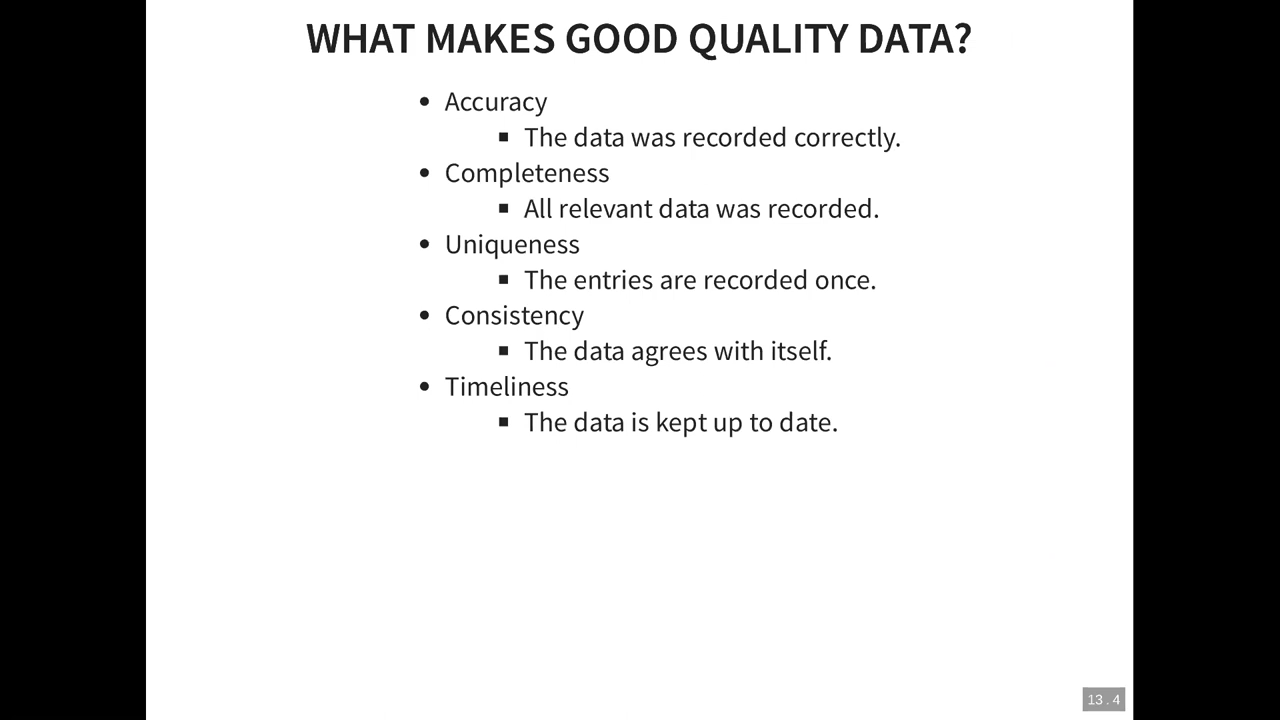 WHAT MAKES GOOD QUALITY DATA?
• Accuracy
▪ The data was recorded correctly.
• Completeness
▪ All relevant data was recorded.
• Uniqueness
▪ The entries are recorded once.
• Consistency
▪ The data agrees with itself.
• Timeliness
▪ The data is kept up to date.
13 . 4